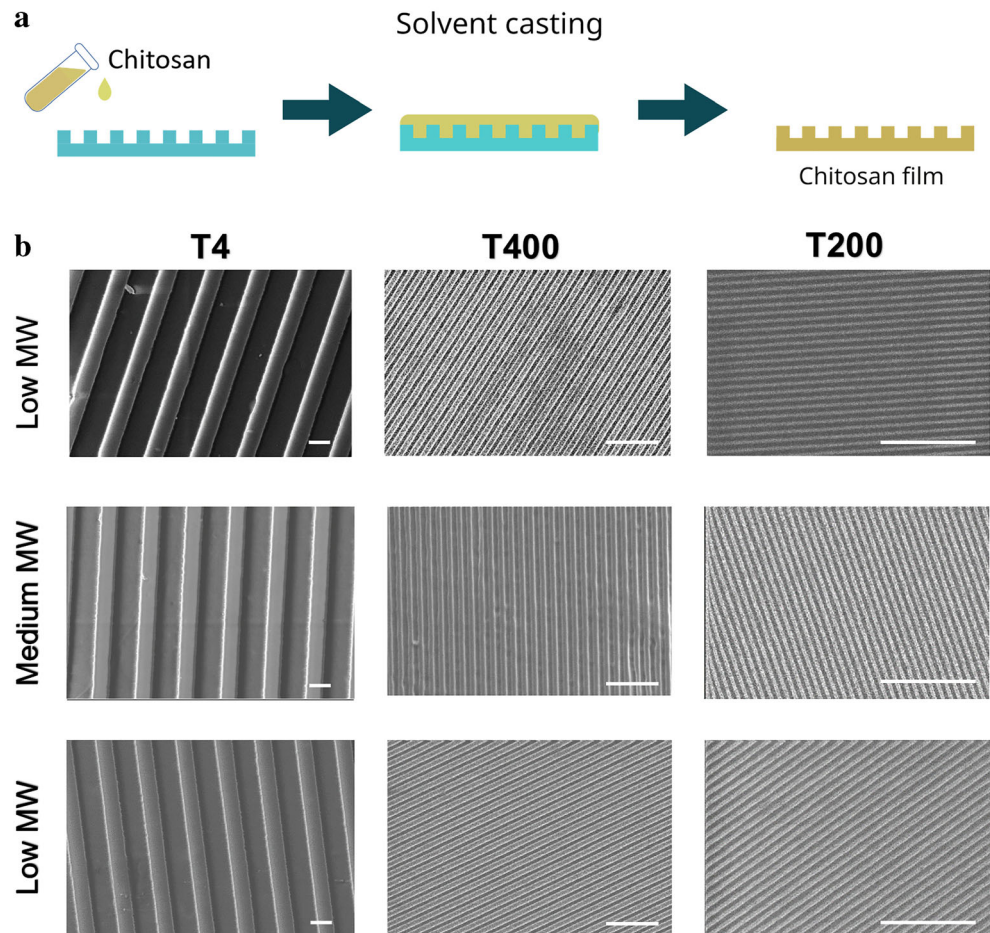 a
Solvent casting
Chitosan
Chitosan film
b
T4
T400
T200
Low MW
Medium MW
Low MW